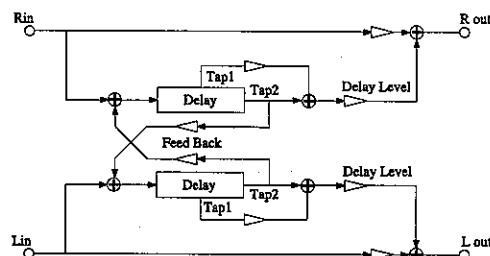 Rin
R out
Tap1
Delay
Tap2
Delay Level
Feed Back
Delay
Tap2
Delay Level
Tap1
Lin
L out